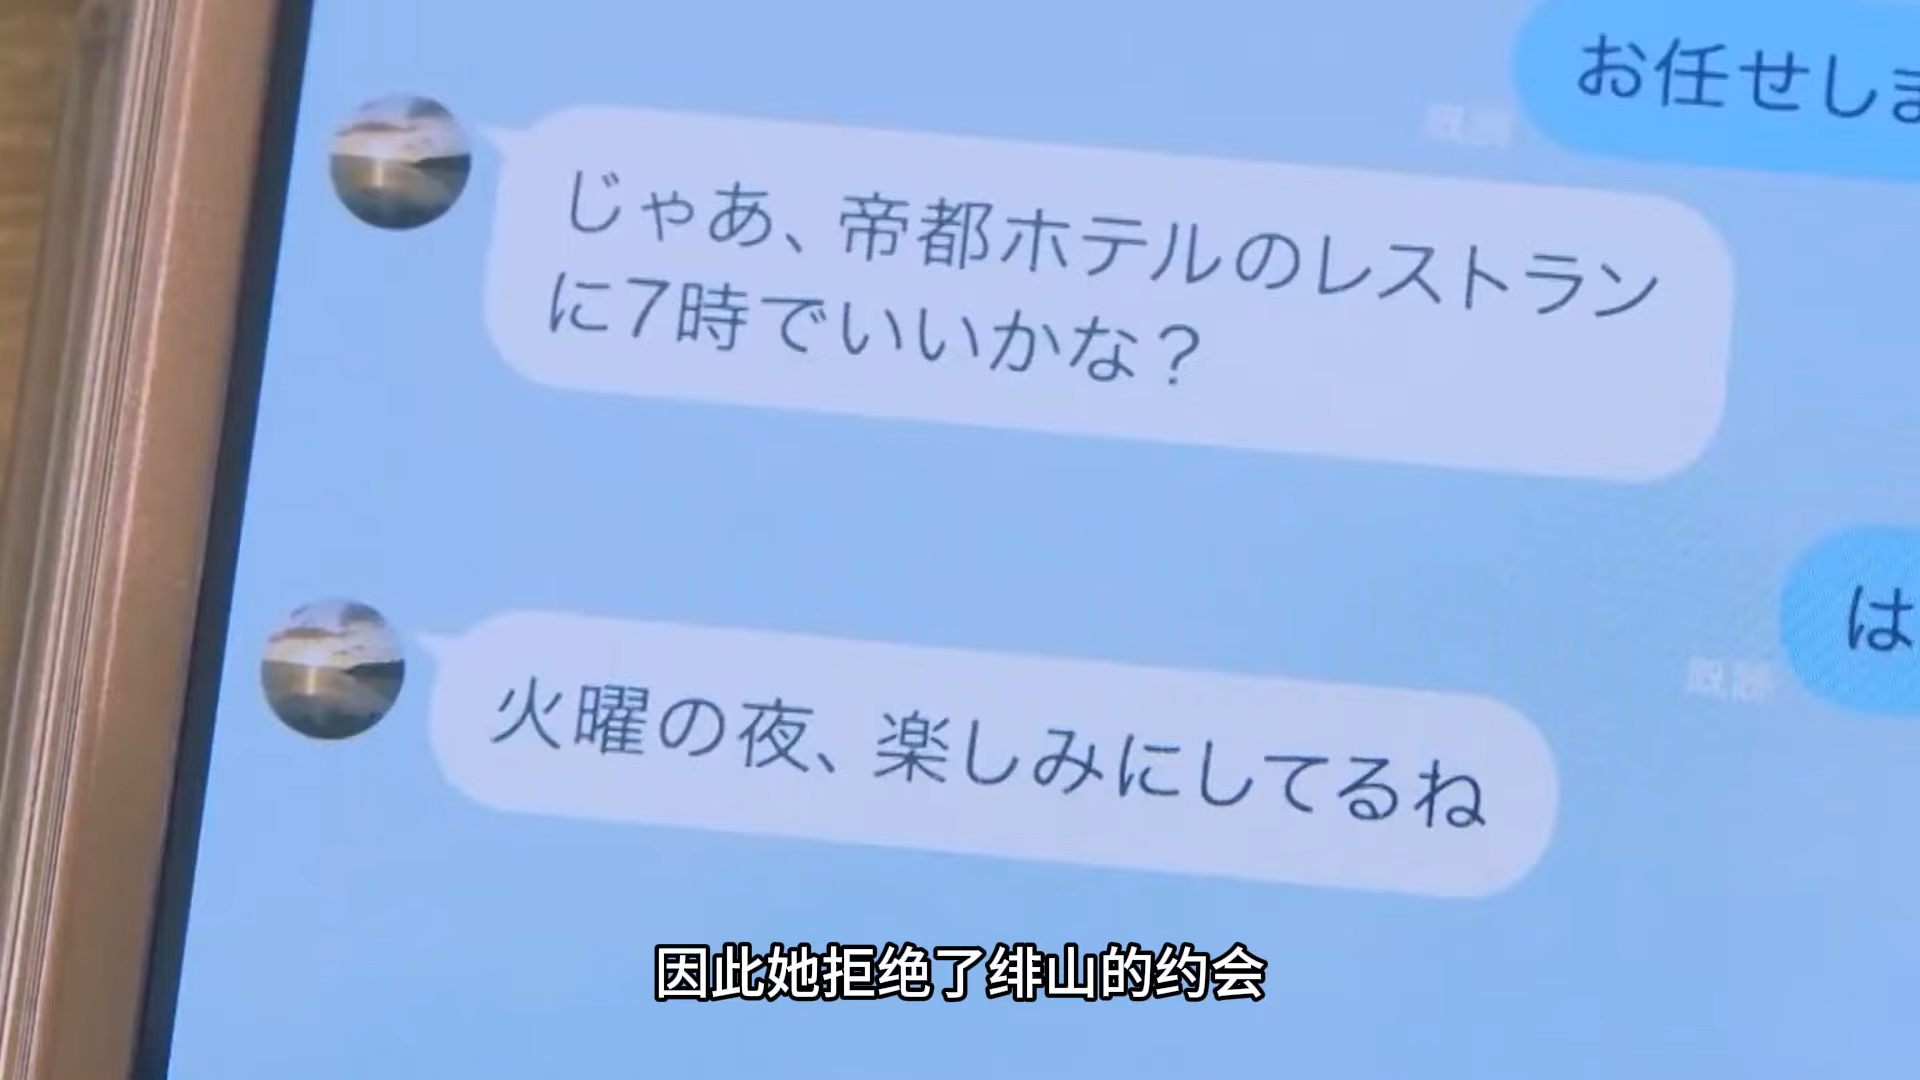 お任せしま
じゃあ、帝都ホテルのレストラン
に7時でいいかな?
は
火曜の夜、楽しみにしてるね
因此她拒绝了绯山的约会